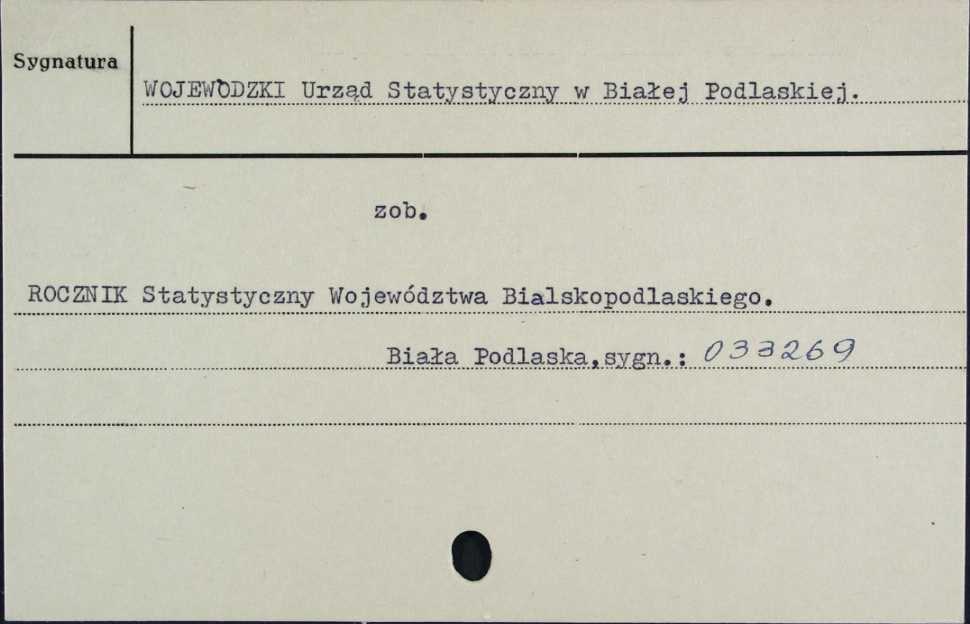 Sygnatura
WOJEWÓDZKI Urząd Statystyczny w Białej Podlaskiej.
zob.
ROCZNIK Statystyczny Województwa Bialskopodlaskiego.
Biała Podlaska,sygn.: 033269